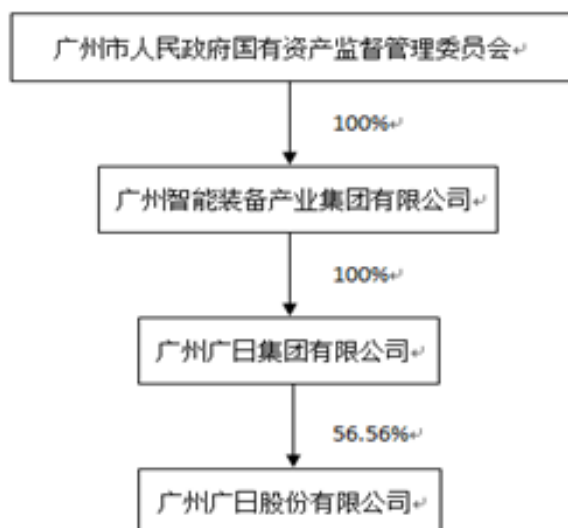 广州市人民政府国有资产监督管理委员会
100%
广州智能装备产业集团有限公司
100%
广州广日集团有限公司
56.56%
广州广日股份有限公司